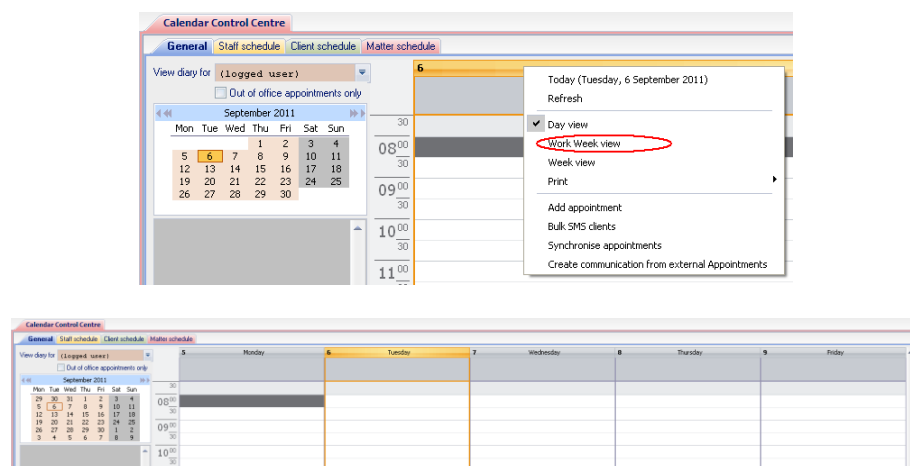 Calendar Control Centre
General Staff schedule Client schedule Matter schedule
View diary for (logged user)
Out of office appointments only
September 2011
Mon Tue Wed Thu Fri Sat Sun
1 2 3 4
5 6 7 8 9 10 11
12 13 14 15 16 17 18
19 20 21 22 23 24 25
26 27 28 29 30
6
30
08 00
30
09 00
30
10 00
30
11 00
Today (Tuesday, 6 September 2011)
Refresh
Day view
Work Week view
Week view
Print
Add appointment
Bulk SMS clients
Synchronise appointments
Create communication from external Appointments
Calendar Control Centre
General Staff schedule Client schedule Matter schedule
View diary for (logged user)
Out of office appointments only
September 2011
Mon Tue Wed Thu Fri Sat Sun
29 30 31 1 2 3 4
5 6 7 8 9 10 11
12 13 14 15 16 17 18
19 20 21 22 23 24 25
26 27 28 29 30 1 2
3 4 5 6 7 8 9
5 Monday 6 Tuesday 7 Wednesday 8 Thursday 9 Friday
30
08 00
30
09 00
30
10 00
30